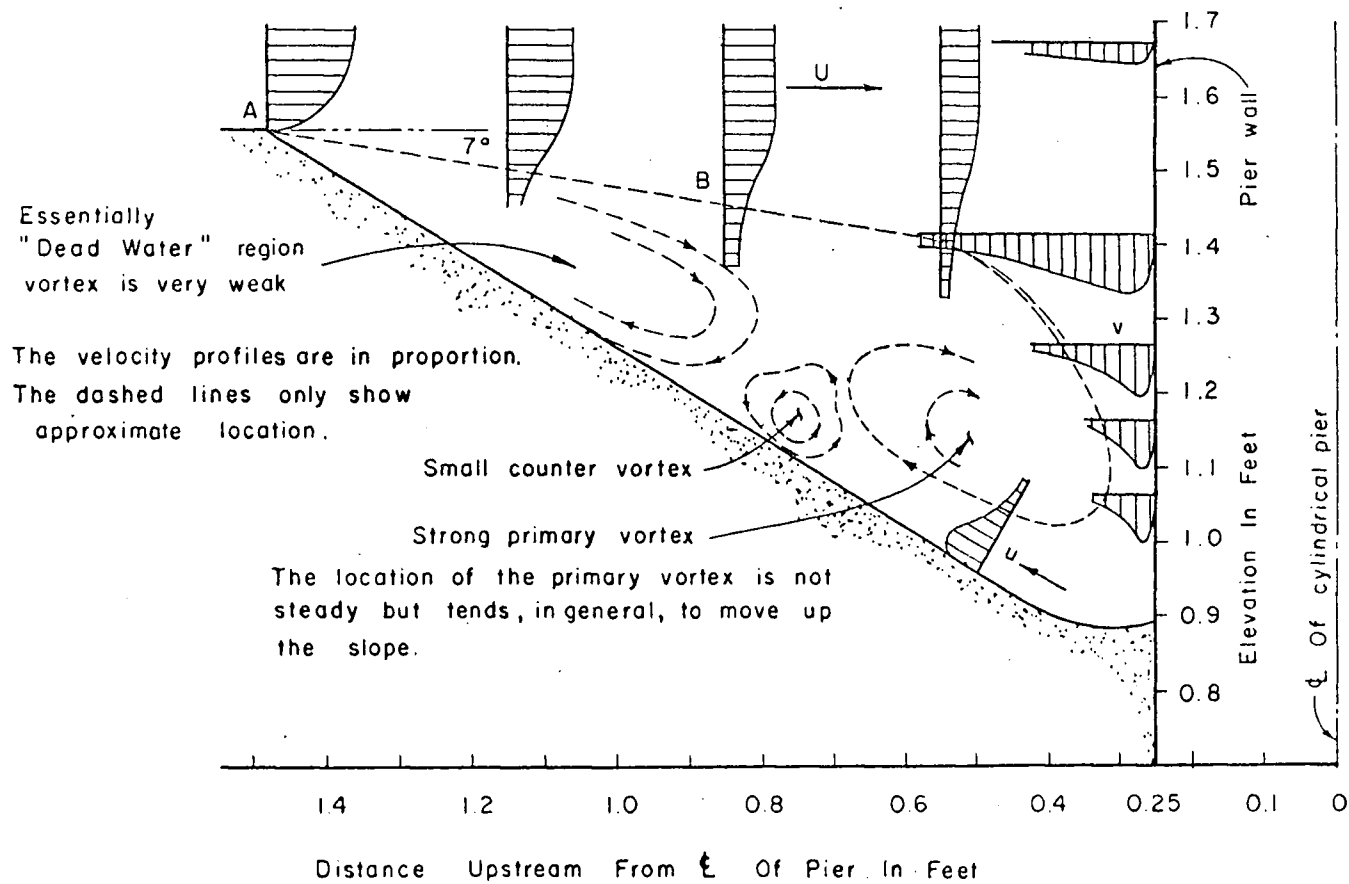 1.7
A
U
1.6
7°
Pier wall
1.5
B
Essentially
"Dead Water" region
vortex is very weak
1.4
1.3
v
The velocity profiles are in proportion.
The dashed lines only show
approximate location.
1.2
Small counter vortex
1.1
Elevation In Feet
℄ Of cylindrical pier
Strong primary vortex
1.0
u
The location of the primary vortex is not
steady but tends, in general, to move up
the slope.
0.9
0.8
1.4
1.2
1.0
0.8
0.6
0.4
0.25
0.1
0
Distance Upstream From ℄ Of Pier In Feet